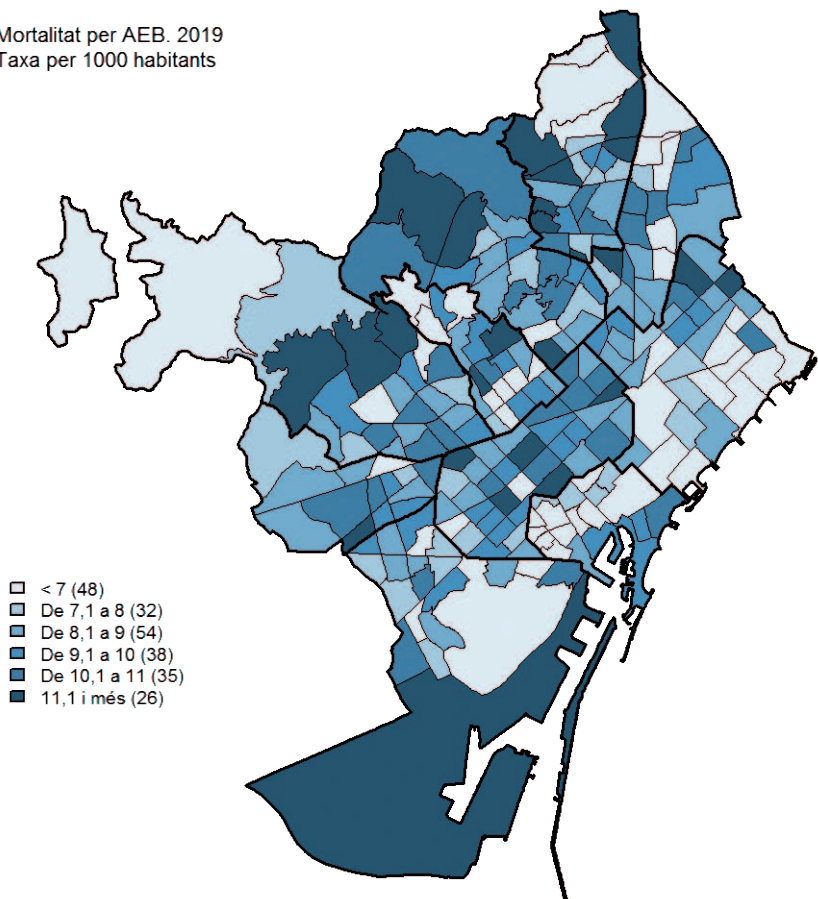 Mortalitat per AEB. 2019
Taxa per 1000 habitants
< 7 (48)
De 7,1 a 8 (32)
De 8,1 a 9 (54)
De 9,1 a 10 (38)
De 10,1 a 11 (35)
11,1 i més (26)